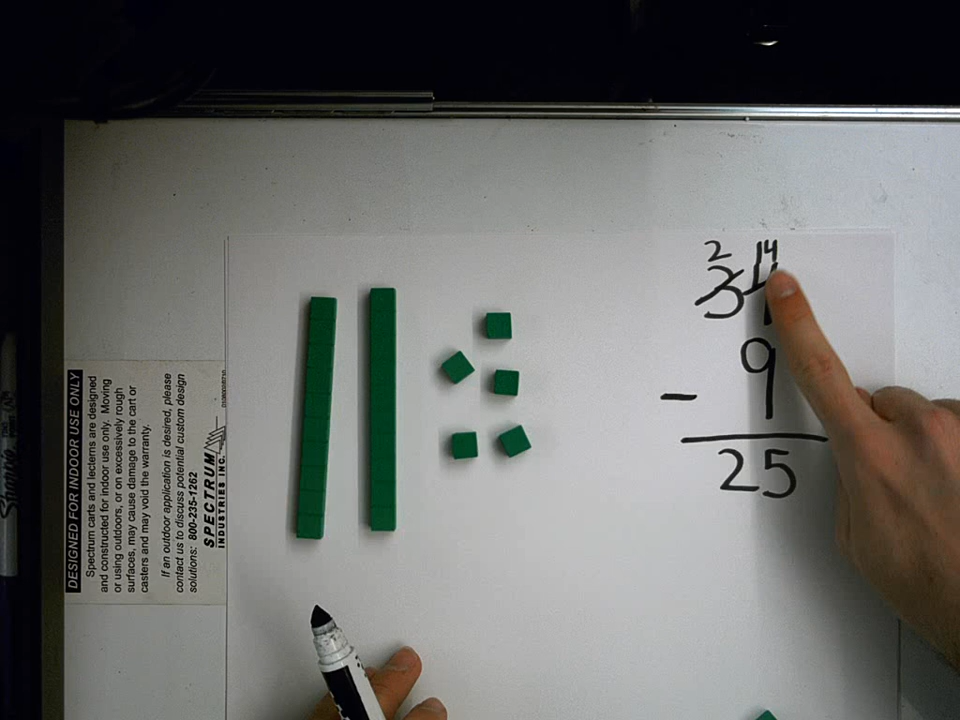 DESIGNED FOR INDOOR USE ONLY
Spectrum carts and lecterns are designed
and constructed for indoor use only. Moving
or using outdoors, or on excessively rough
surfaces, may cause damage to the cart or
casters and may void the warranty.
If an outdoor application is desired, please
contact us to discuss potential custom design
solutions: 800-235-1262
SPECTRUM
INDUSTRIES INC.
2 14
34
- 9
25